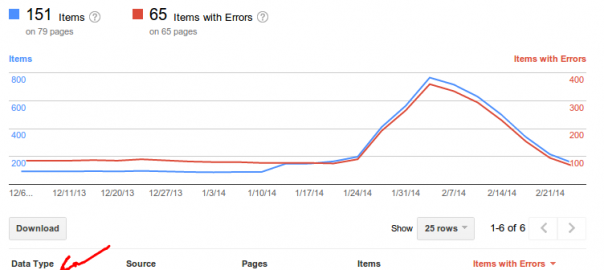 151 Items ? 65 Items with Errors ?
on 79 pages on 65 pages
Items Items with Errors
800 400
600 300
400 200
200 100
12/6... 12/11/13 12/20/13 12/27/13 1/3/14 1/10/14 1/17/14 1/24/14 1/31/14 2/7/14 2/14/14 2/21/14
Download Show 25 rows 1-6 of 6
Data Type Source Pages Items Items with Errors